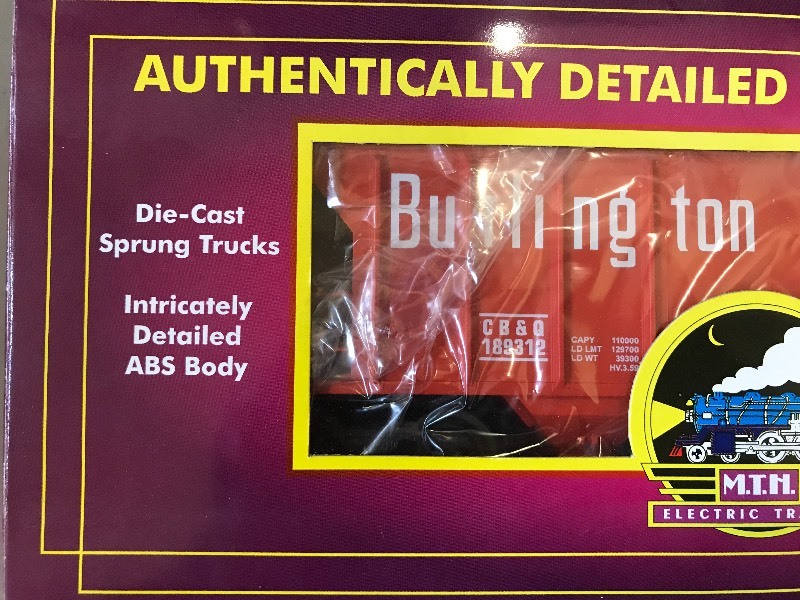 AUTHENTICALLY DETAILED
Die-Cast
Sprung Trucks
Intricately
Detailed
ABS Body
Burlington
CB&Q
189312
CAPY 110000
LD LMT 129700
LD WT 39300
M.T.H.
ELECTRIC